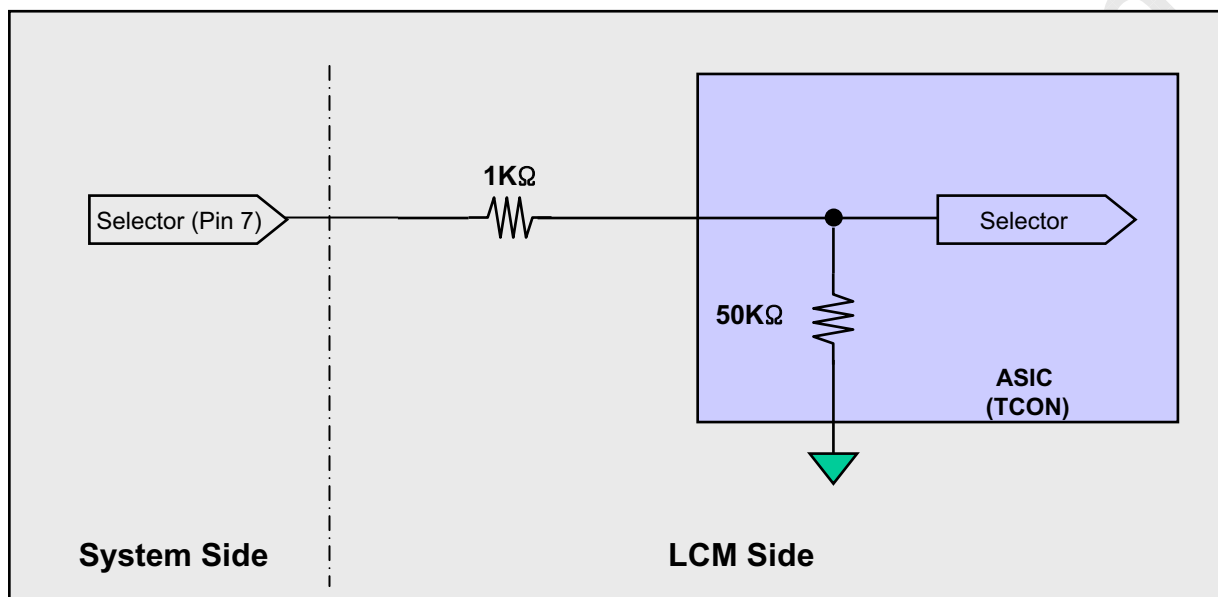 1KΩ
Selector (Pin 7)
Selector
50KΩ
ASIC
(TCON)
System Side
LCM Side